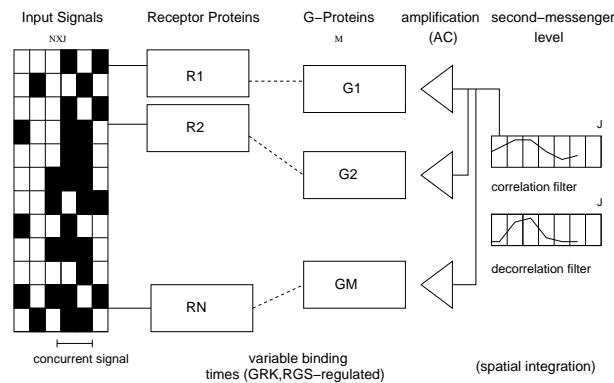 Input Signals
Receptor Proteins
G−Proteins
amplification
(AC)
second−messenger
level
NXJ
M
R1
G1
R2
G2
J
correlation filter
J
decorrelation filter
RN
GM
concurrent signal
variable binding
times (GRK,RGS−regulated)
(spatial integration)